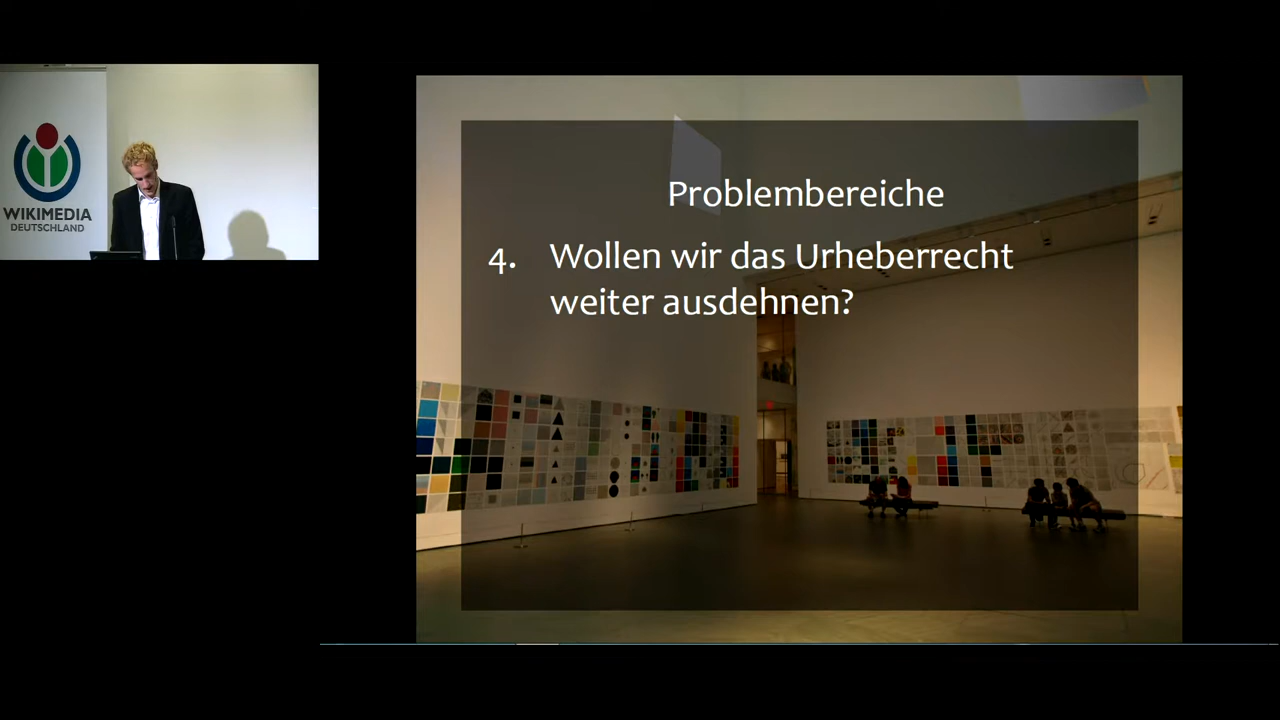 WIKIMEDIA
DEUTSCHLAND
Problembereiche
4. Wollen wir das Urheberrecht
weiter ausdehnen?